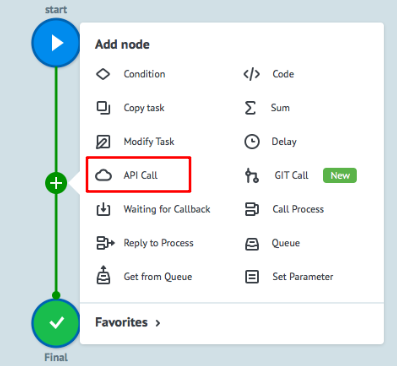 start
Add node
Condition
Code
Copy task
Sum
Modify Task
Delay
API Call
GIT Call New
Waiting for Callback
Call Process
Reply to Process
Queue
Get from Queue
Set Parameter
Favorites
Final